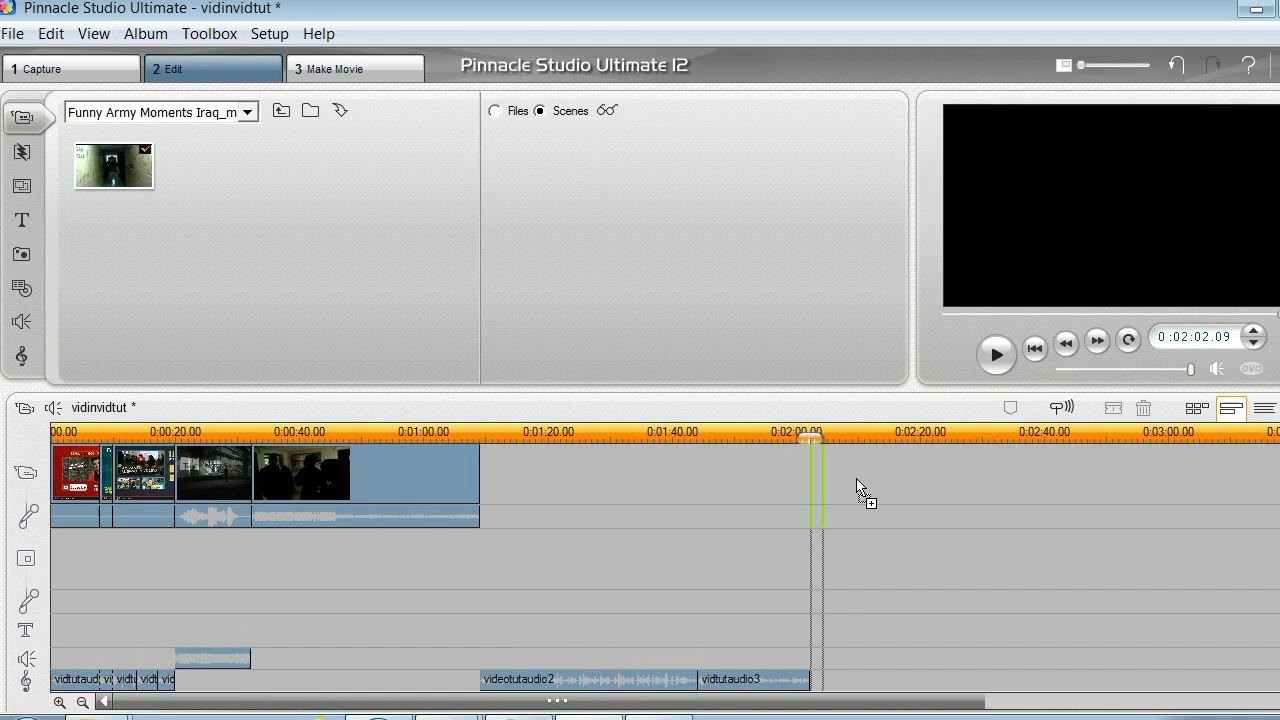 Pinnacle Studio Ultimate - vidinvidtut *
File Edit View Album Toolbox Setup Help
1 Capture 2 Edit 3 Make Movie Pinnacle Studio Ultimate 12
Funny Army Moments Iraq_m Files Scenes
0:02:02.09
vidinvidtut *
00.00 0:00:20.00 0:00:40.00 0:01:00.00 0:01:20.00 0:01:40.00 0:02:00.00 0:02:20.00 0:02:40.00 0:03:00.00
vidtutaud vidtu vidt vid videotutaudio2 vidtutaudio3